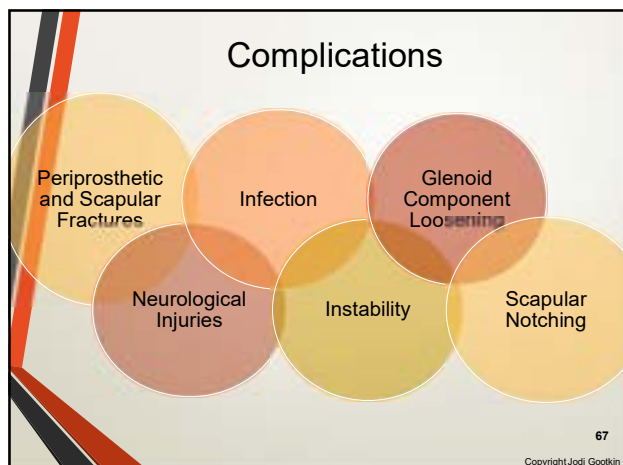 Complications
Periprosthetic
and Scapular
Fractures
Infection
Glenoid
Component
Loosening
Neurological
Injuries
Instability
Scapular
Notching
67
Copyright Jodi Gootkin